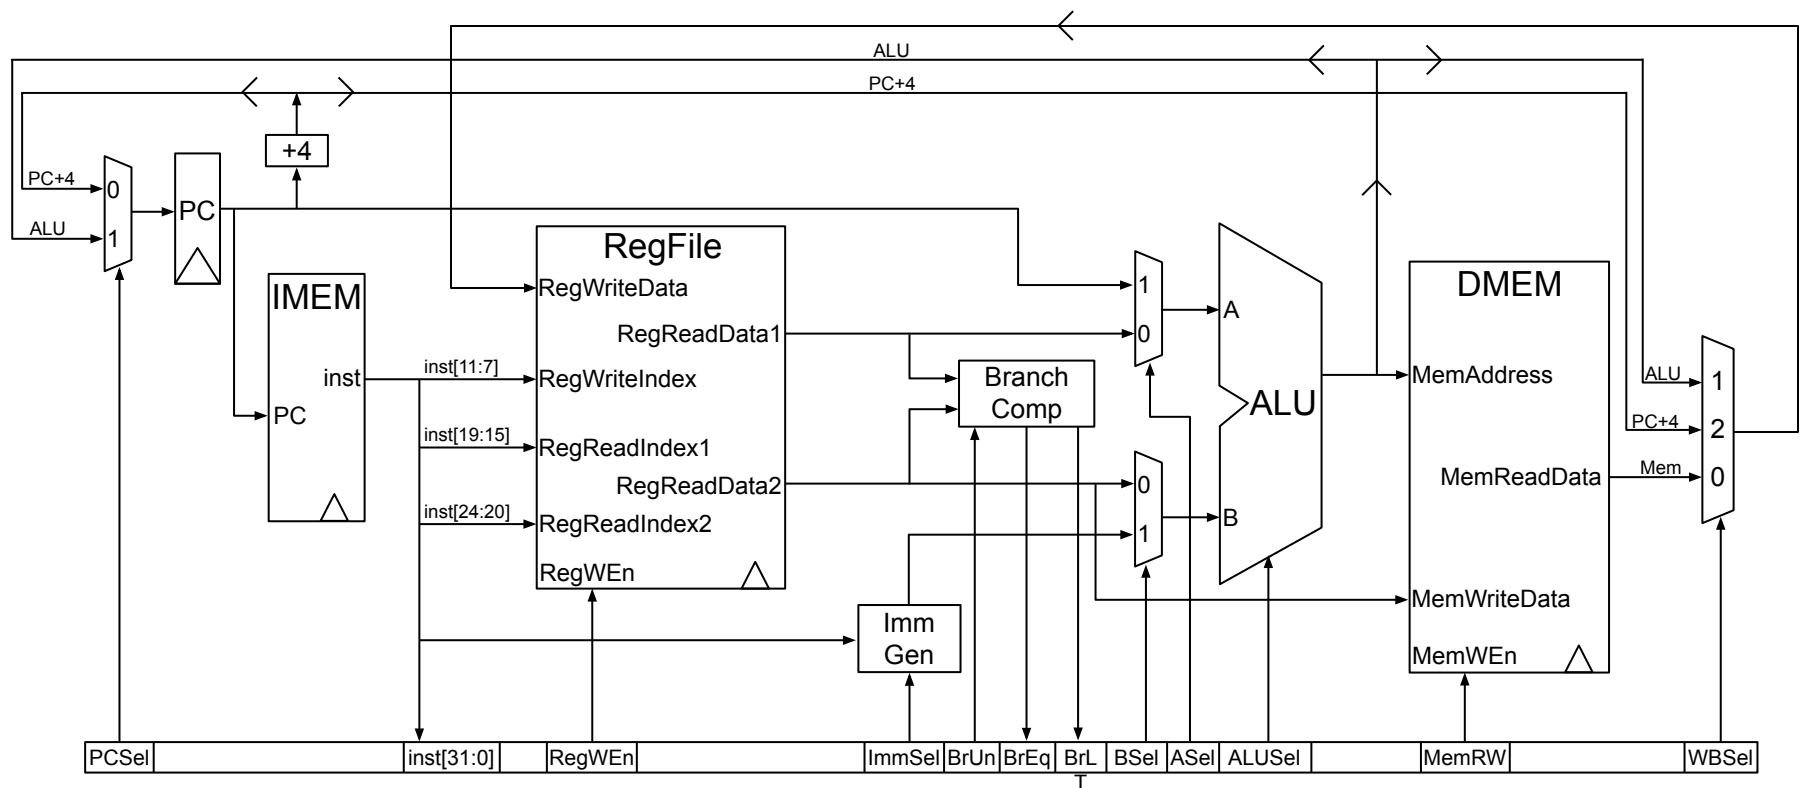 ALU
PC+4
+4
PC+4
0
PC
ALU
1
RegFile
IMEM
RegWriteData
RegReadData1
inst
inst[11:7]
RegWriteIndex
PC
inst[19:15]
RegReadIndex1
RegReadData2
inst[24:20]
RegReadIndex2
RegWEn
Branch
Comp
Imm
Gen
1
0
0
1
A
ALU
B
DMEM
MemAddress
MemReadData
MemWriteData
MemWEn
ALU
1
PC+4
2
Mem
0
PCSel
inst[31:0]
RegWEn
ImmSel
BrUn
BrEq
BrL
T
BSel
ASel
ALUSel
MemRW
WBSel